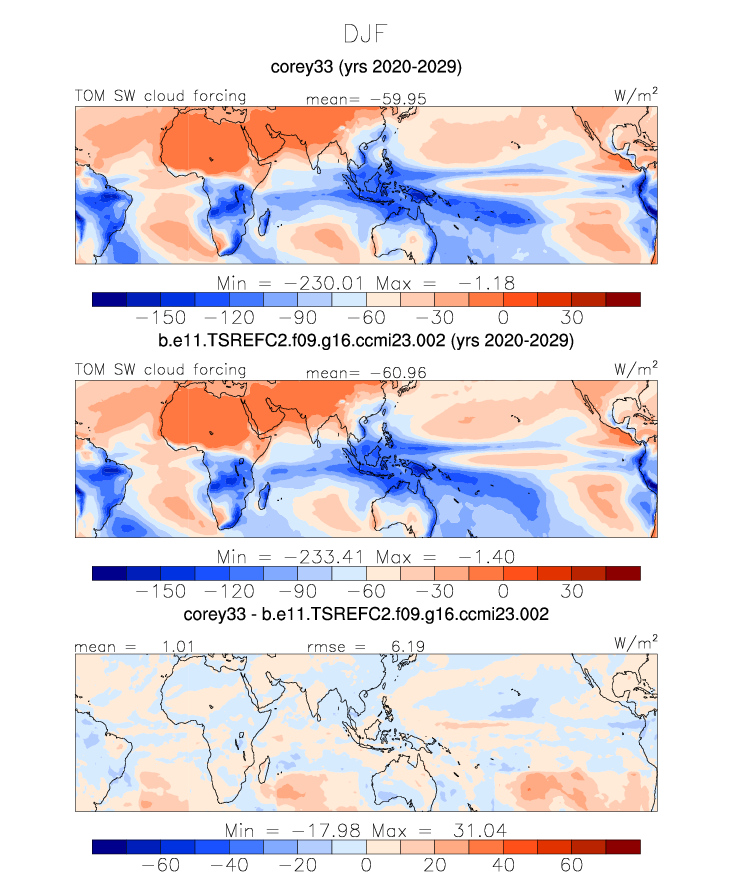 DJF
corey33 (yrs 2020-2029)
TOM SW cloud forcing mean= −59.95 W/m²
Min = −230.01 Max = −1.18
−150 −120 −90 −60 −30 0 30
b.e11.TSREFC2.f09.g16.ccmi23.002 (yrs 2020-2029)
TOM SW cloud forcing mean= −60.96 W/m²
Min = −233.41 Max = −1.40
−150 −120 −90 −60 −30 0 30
corey33 - b.e11.TSREFC2.f09.g16.ccmi23.002
mean = 1.01 rmse = 6.19 W/m²
Min = −17.98 Max = 31.04
−60 −40 −20 0 20 40 60